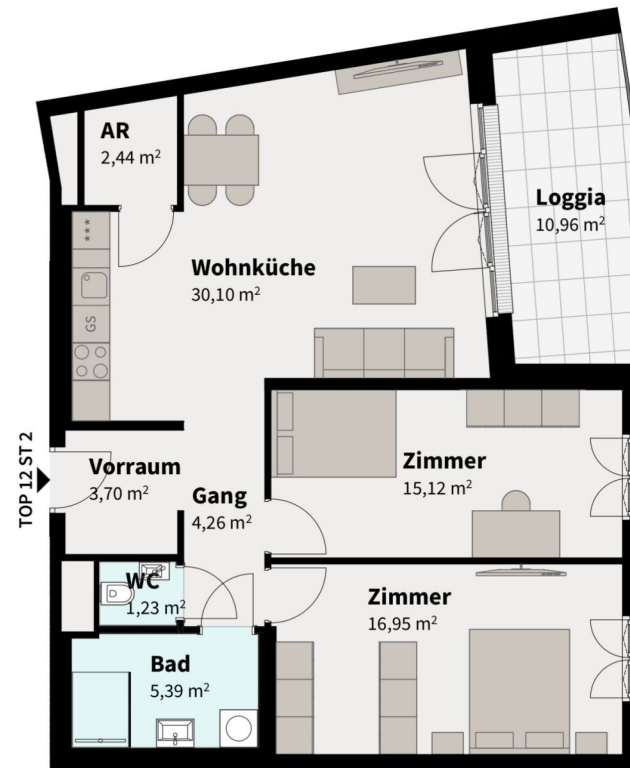 AR
2,44 m²
***
Loggia
10,96 m²
Wohnküche
30,10 m²
GS
TOP 12 ST 2
Vorraum
3,70 m²
Gang
4,26 m²
Zimmer
15,12 m²
WC
1,23 m²
Zimmer
16,95 m²
Bad
5,39 m²